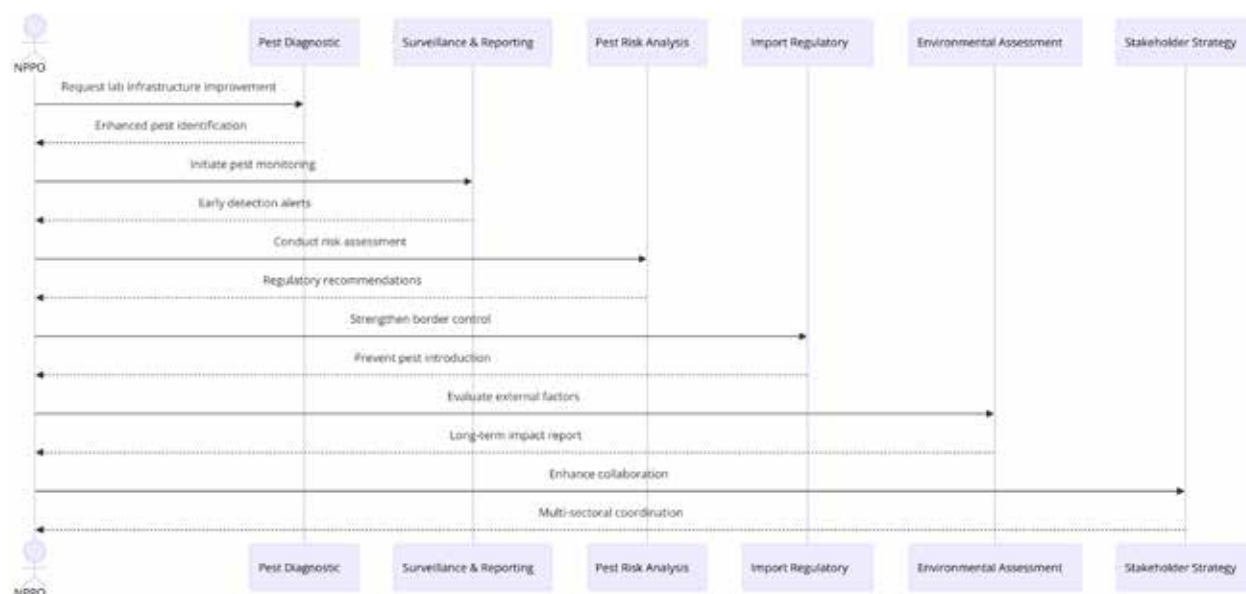 Pest Diagnostic Surveillance & Reporting Pest Risk Analysis Import Regulatory Environmental Assessment Stakeholder Strategy
NPPO
Request lab infrastructure improvement
Enhanced pest identification
Initiate pest monitoring
Early detection alerts
Conduct risk assessment
Regulatory recommendations
Strengthen border control
Prevent pest introduction
Evaluate external factors
Long-term impact report
Enhance collaboration
Multi-sectoral coordination
Pest Diagnostic Surveillance & Reporting Pest Risk Analysis Import Regulatory Environmental Assessment Stakeholder Strategy
NPPO